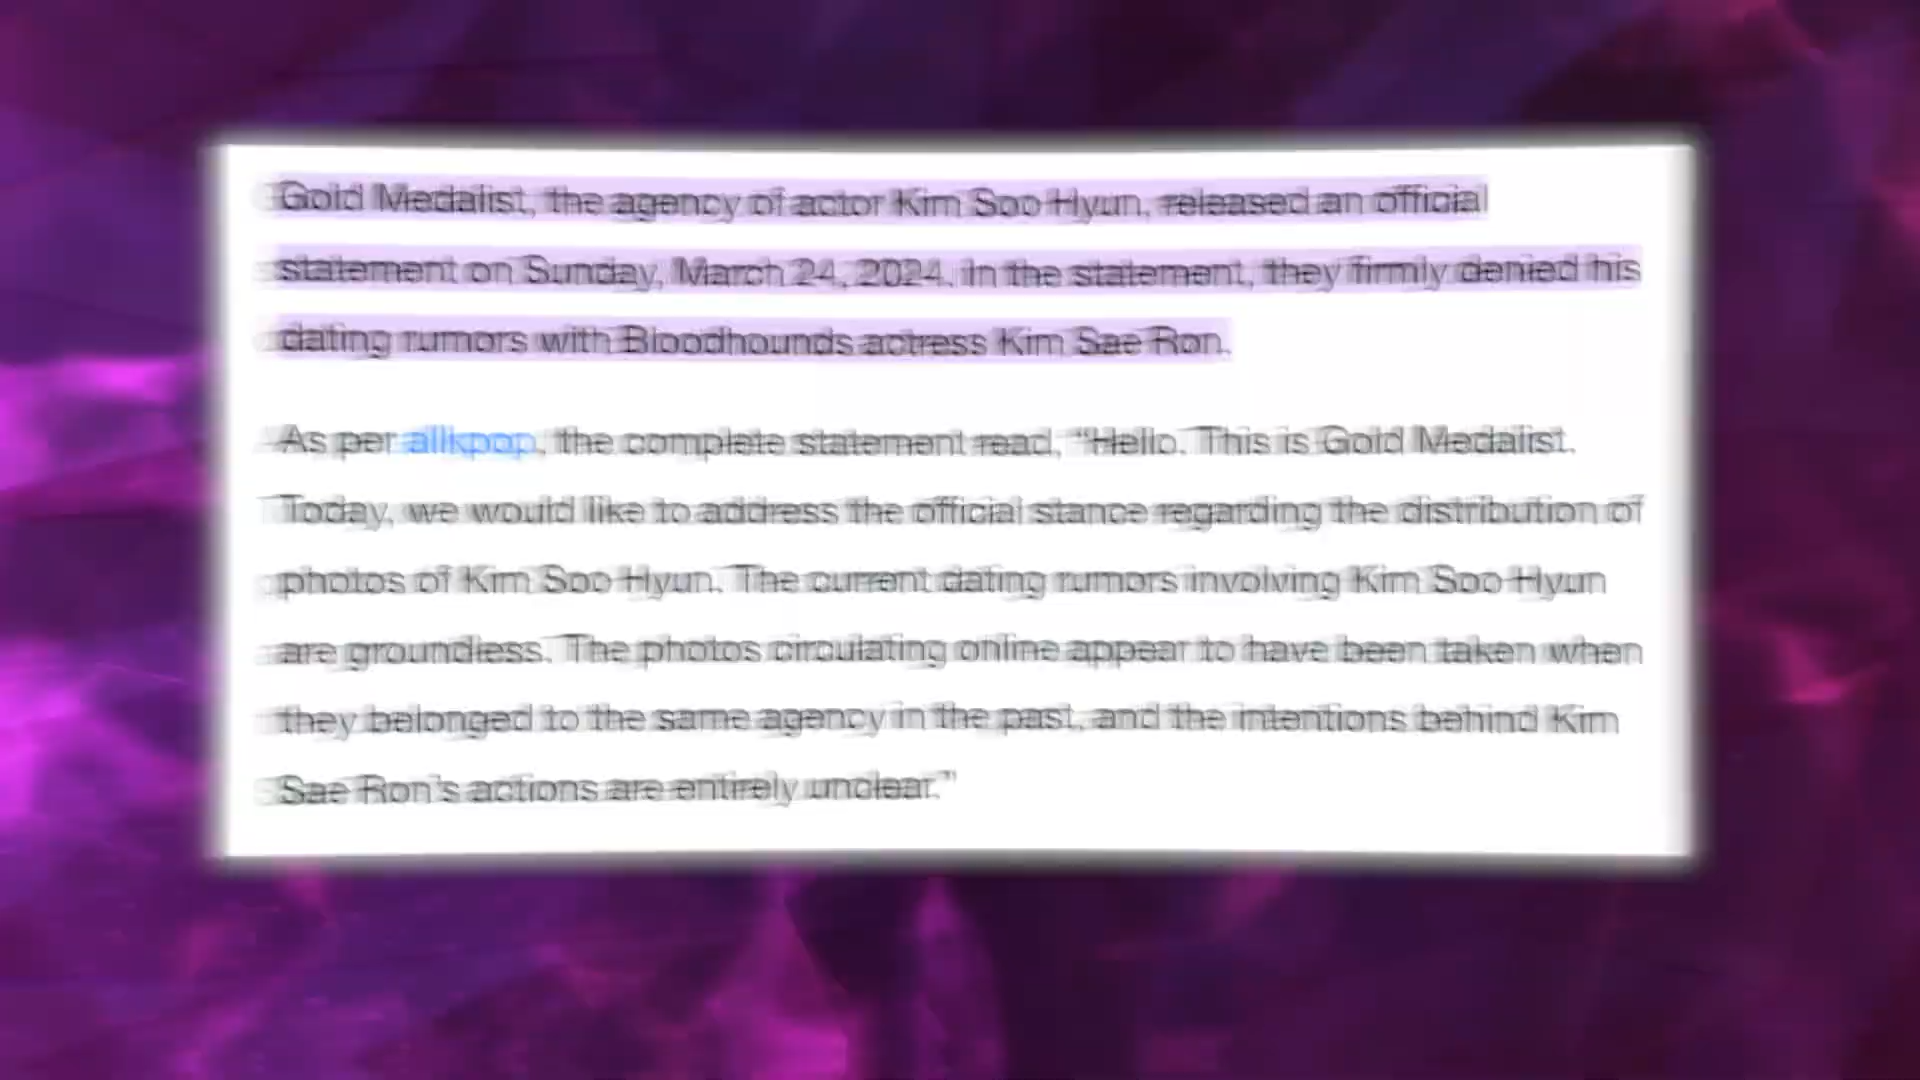 Gold Medalist, the agency of actor Kim Soo Hyun, released an official
statement on Sunday, March 24, 2024. In the statement, they firmly denied his
dating rumors with Bloodhounds actress Kim Sae Ron.
As per allkpop, the complete statement read, “Hello. This is Gold Medalist.
Today, we would like to address the official stance regarding the distribution of
photos of Kim Soo Hyun. The current dating rumors involving Kim Soo Hyun
are groundless. The photos circulating online appear to have been taken when
they belonged to the same agency in the past, and the intentions behind Kim
Sae Ron’s actions are entirely unclear.”